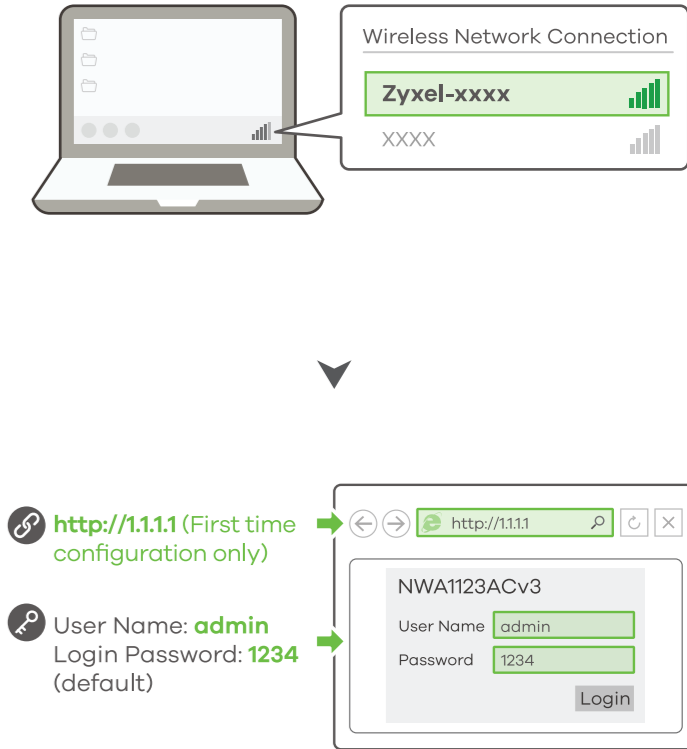 Wireless Network Connection
Zyxel-xxxx
XXXX
http://1.1.1.1 (First time
configuration only)
http://1.1.1.1
User Name: admin
Login Password: 1234
(default)
NWA1123ACv3
User Name admin
Password 1234
Login